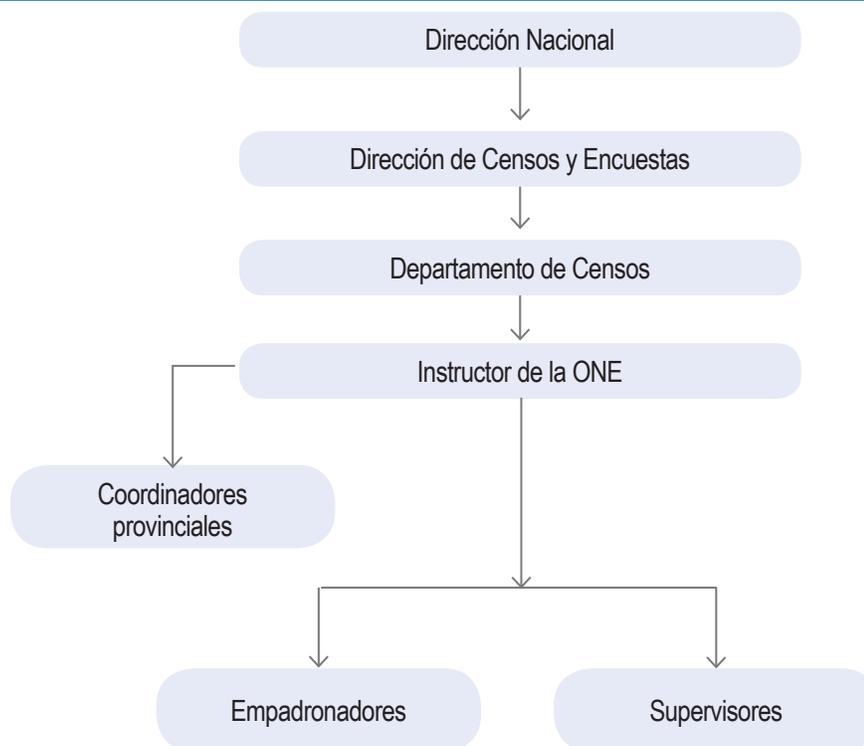 Dirección Nacional
Dirección de Censos y Encuestas
Departamento de Censos
Instructor de la ONE
Coordinadores
provinciales
Empadronadores
Supervisores